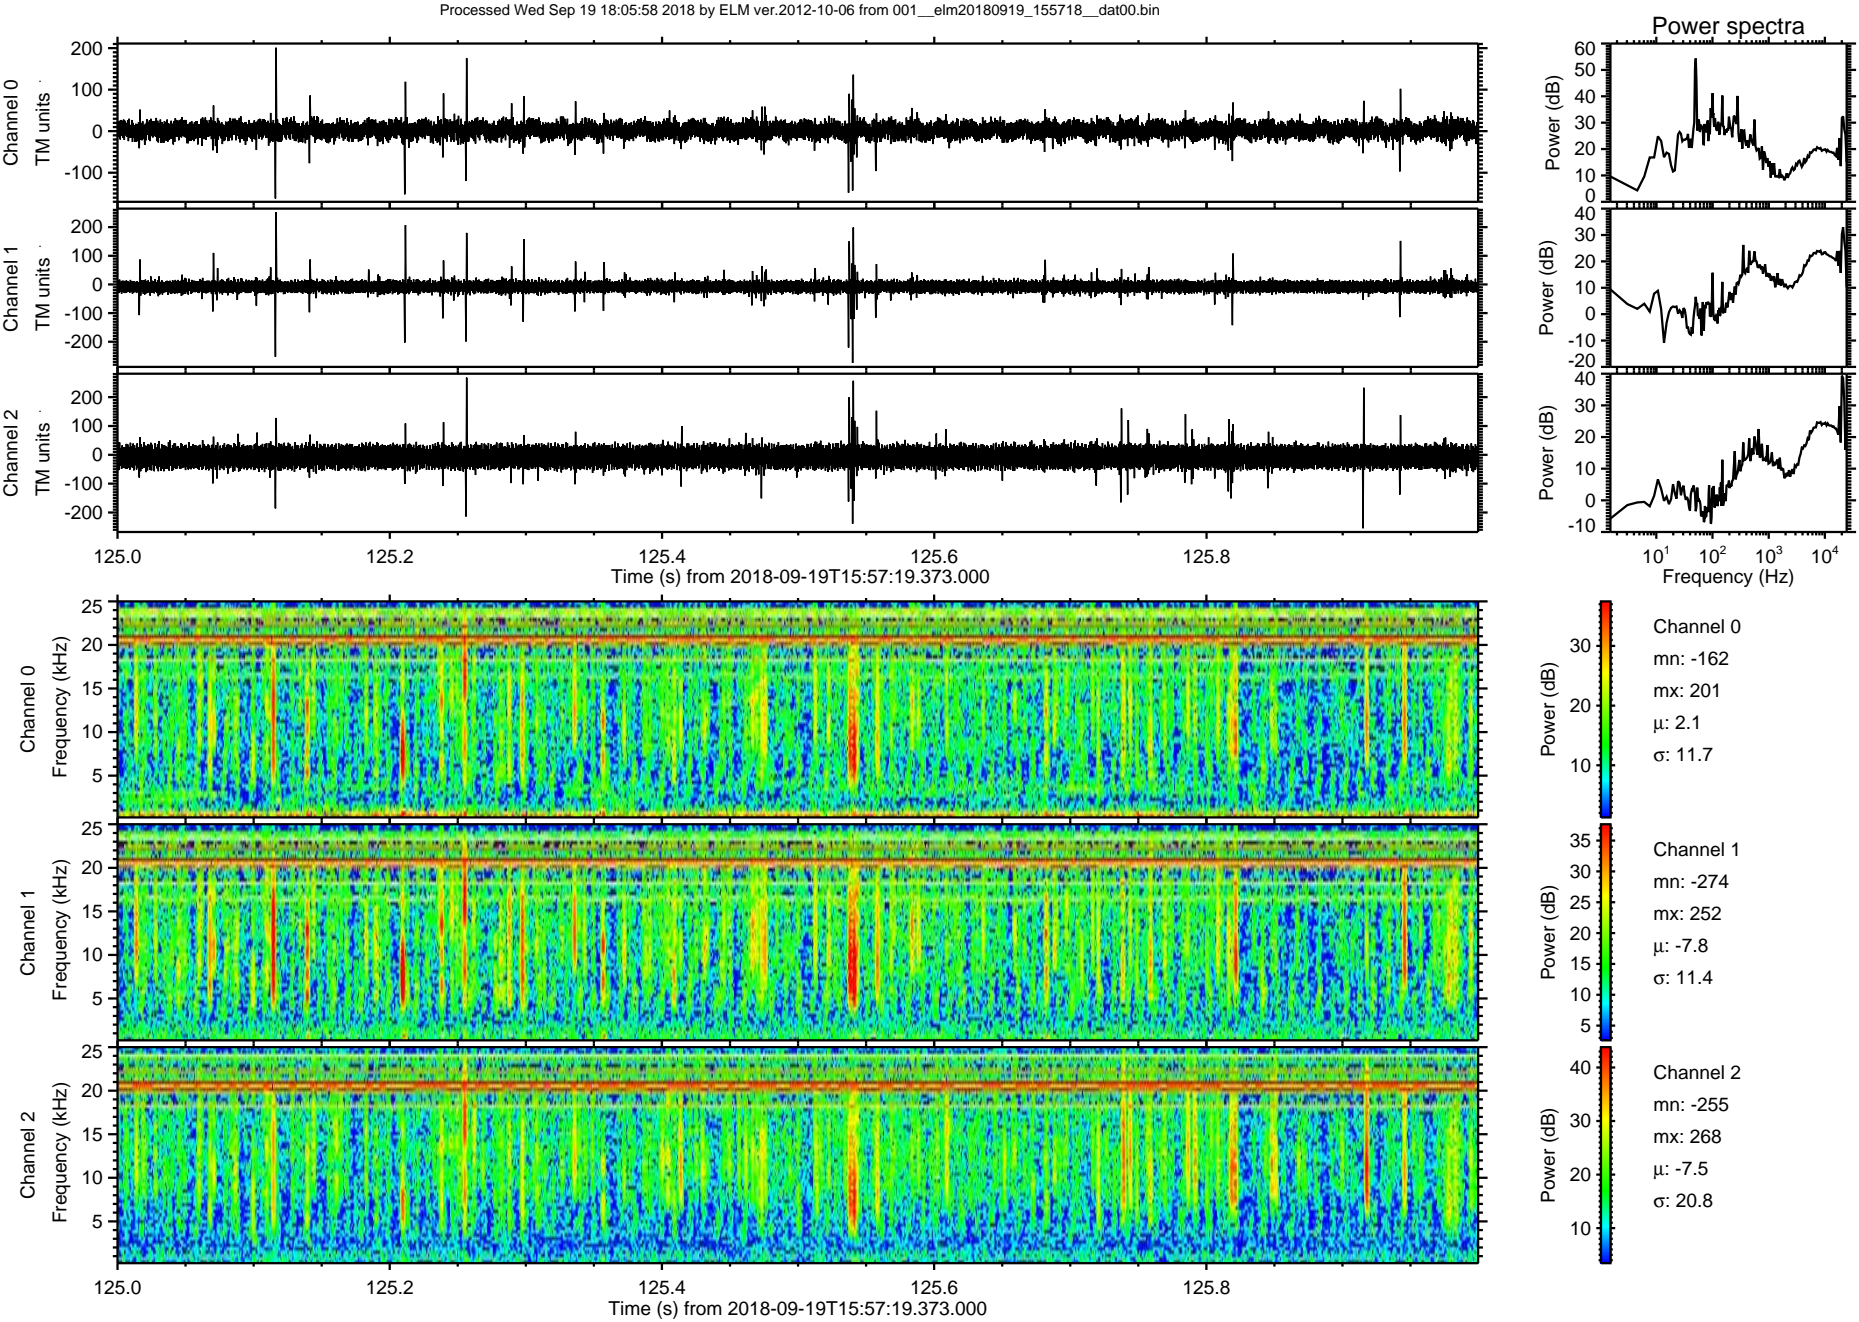 Processed Wed Sep 19 18:05:58 2018 by ELM ver.2012-10-06 from 001__elm20180919_155718__dat00.bin
Power spectra
Channel 0
TM units
200
100
0
-100
Power (dB)
60
50
40
30
20
10
0
Channel 1
TM units
200
100
0
-100
-200
Power (dB)
40
30
20
10
0
-10
-20
Channel 2
TM units
200
100
0
-100
-200
Power (dB)
40
30
20
10
0
-10
125.0 125.2 125.4 125.6 125.8
Time (s) from 2018-09-19T15:57:19.373.000
10¹ 10² 10³ 10⁴
Frequency (Hz)
Channel 0
Frequency (kHz)
25
20
15
10
5
Power (dB)
30
20
10
Channel 0
mn: -162
mx: 201
μ: 2.1
σ: 11.7
Channel 1
Frequency (kHz)
25
20
15
10
5
Power (dB)
35
30
25
20
15
10
5
Channel 1
mn: -274
mx: 252
μ: -7.8
σ: 11.4
Channel 2
Frequency (kHz)
25
20
15
10
5
Power (dB)
40
30
20
10
Channel 2
mn: -255
mx: 268
μ: -7.5
σ: 20.8
125.0 125.2 125.4 125.6 125.8
Time (s) from 2018-09-19T15:57:19.373.000